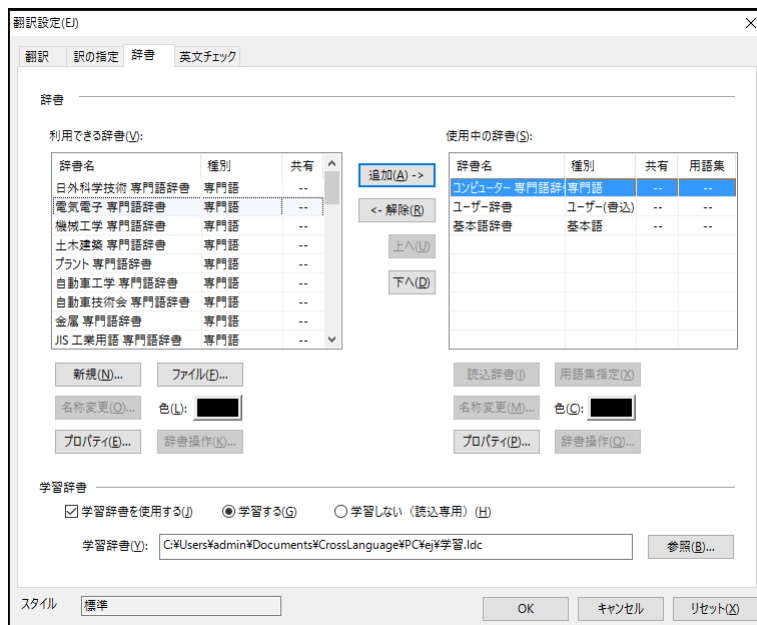 翻訳設定(EJ)
翻訳 訳の指定 辞書 英文チェック
辞書
利用できる辞書(V):
辞書名 種別 共有
日外科学技術 専門語辞書 専門語 --
電気電子 専門語辞書 専門語 --
機械工学 専門語辞書 専門語 --
土木建築 専門語辞書 専門語 --
プラント 専門語辞書 専門語 --
自動車工学 専門語辞書 専門語 --
自動車技術会 専門語辞書 専門語 --
金属 専門語辞書 専門語 --
JIS 工業用語 専門語辞書 専門語 --
追加(A) ->
<- 解除(R)
上へ(U)
下へ(D)
使用中の辞書(S):
辞書名 種別 共有 用語集
コンピューター 専門語辞 専門語 -- --
ユーザー辞書 ユーザー(書込) -- --
基本語辞書 基本語 -- --
新規(N)... ファイル(F)...
名称変更(O)... 色(L):
プロパティ(E)... 辞書操作(K)...
読込辞書(I) 用語集指定(X)
名称変更(M)... 色(C):
プロパティ(P)... 辞書操作(Q)...
学習辞書
学習辞書を使用する(J) 学習する(G) 学習しない（読込専用）(H)
学習辞書(Y): C:¥Users¥admin¥Documents¥CrossLanguage¥PC¥ej¥学習.ldc 参照(B)...
スタイル 標準 OK キャンセル リセット(X)